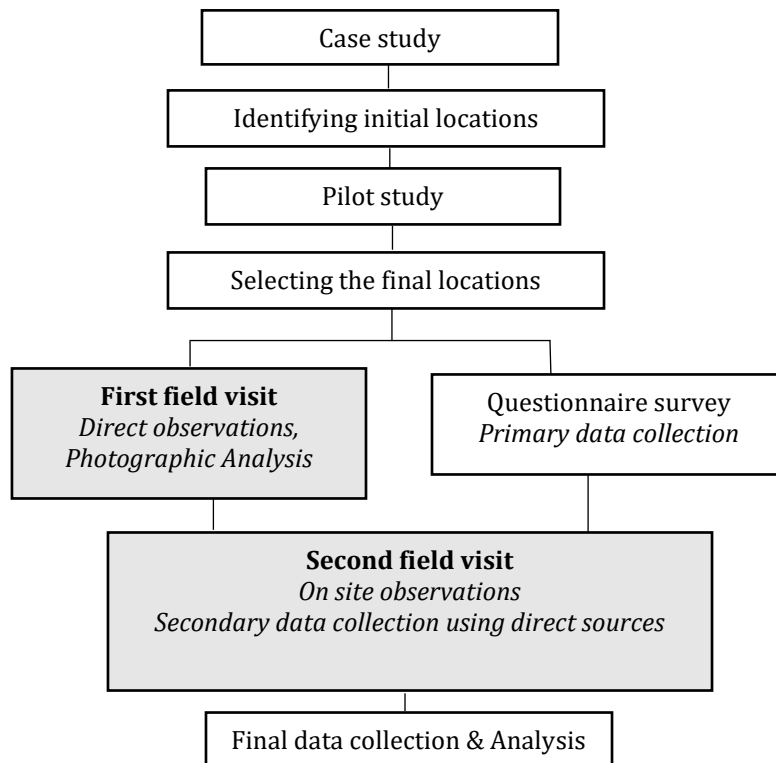 Case study
Identifying initial locations
Pilot study
Selecting the final locations
First field visit
Direct observations,
Photographic Analysis
Questionnaire survey
Primary data collection
Second field visit
On site observations
Secondary data collection using direct sources
Final data collection & Analysis